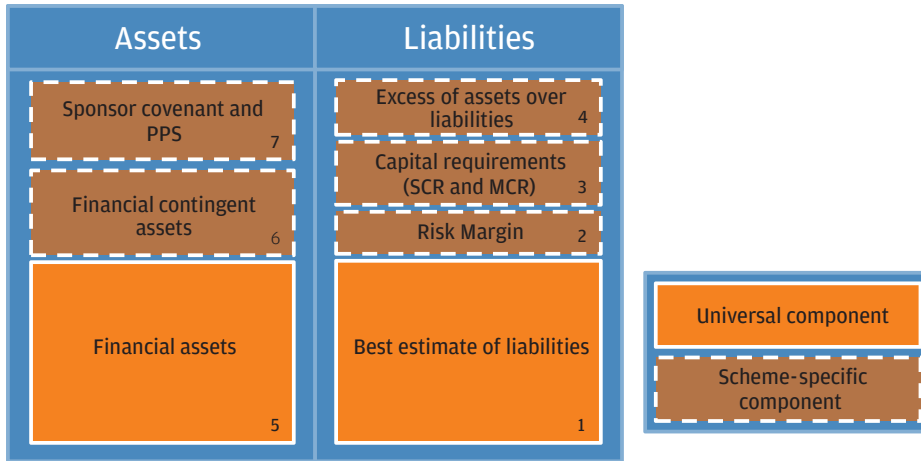 Assets
Liabilities
Sponsor covenant and
PPS
7
Financial contingent
assets
6
Financial assets
5
Excess of assets over
liabilities
4
Capital requirements
(SCR and MCR)
3
Risk Margin
2
Best estimate of liabilities
1
Universal component
Scheme-specific
component